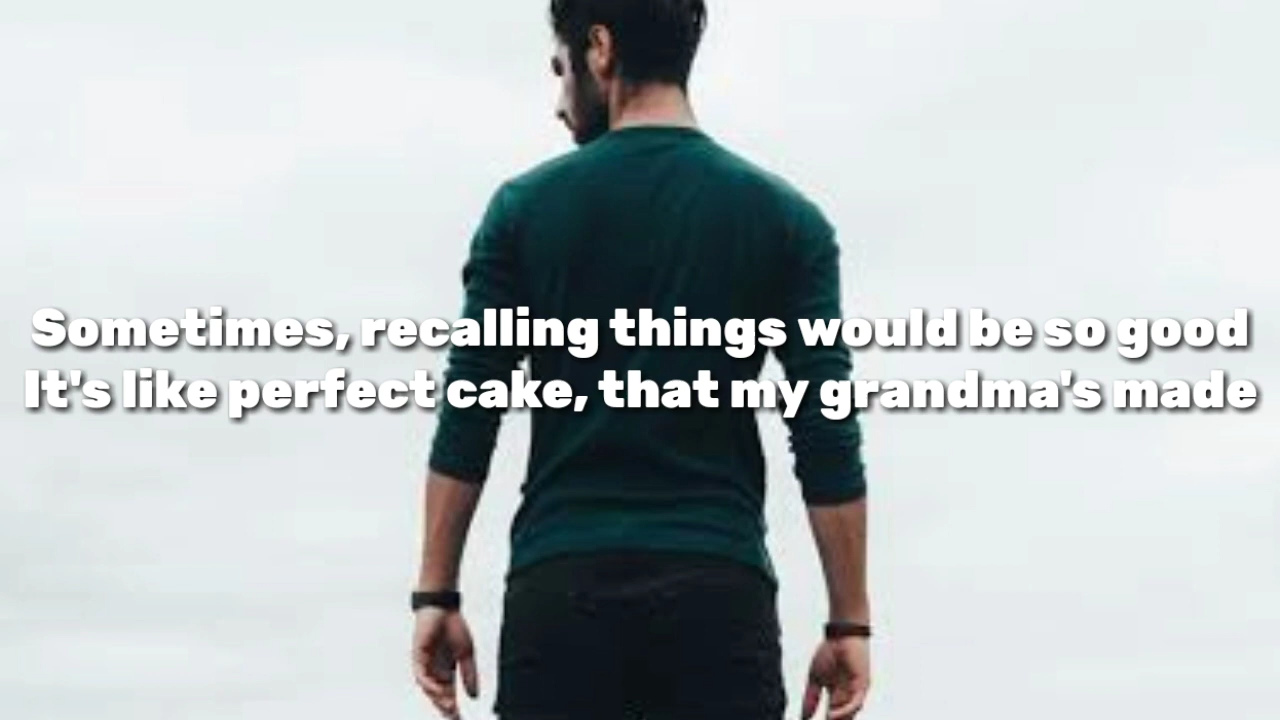 Sometimes, recalling things would be so good
It's like perfect cake, that my grandma's made